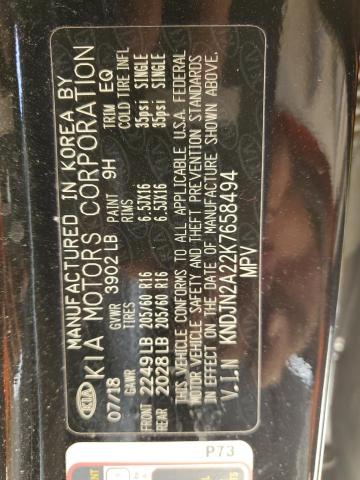 MANUFACTURED IN KOREA BY
KIA KIA MOTORS CORPORATION
07/18 GVWR 3902 LB PAINT 9H TRIM EQ
GAWR TIRES RIMS COLD TIRE INFL
FRONT 2249 LB 205/60 R16 6.5JX16 35psi SINGLE
REAR 2028 LB 205/60 R16 6.5JX16 35psi SINGLE
THIS VEHICLE CONFORMS TO ALL APPLICABLE U.S.A. FEDERAL
MOTOR VEHICLE SAFETY AND THEFT PREVENTION STANDARDS
IN EFFECT ON THE DATE OF MANUFACTURE SHOWN ABOVE.
V.I.N KNDJN2A22K7658494
MPV
P73